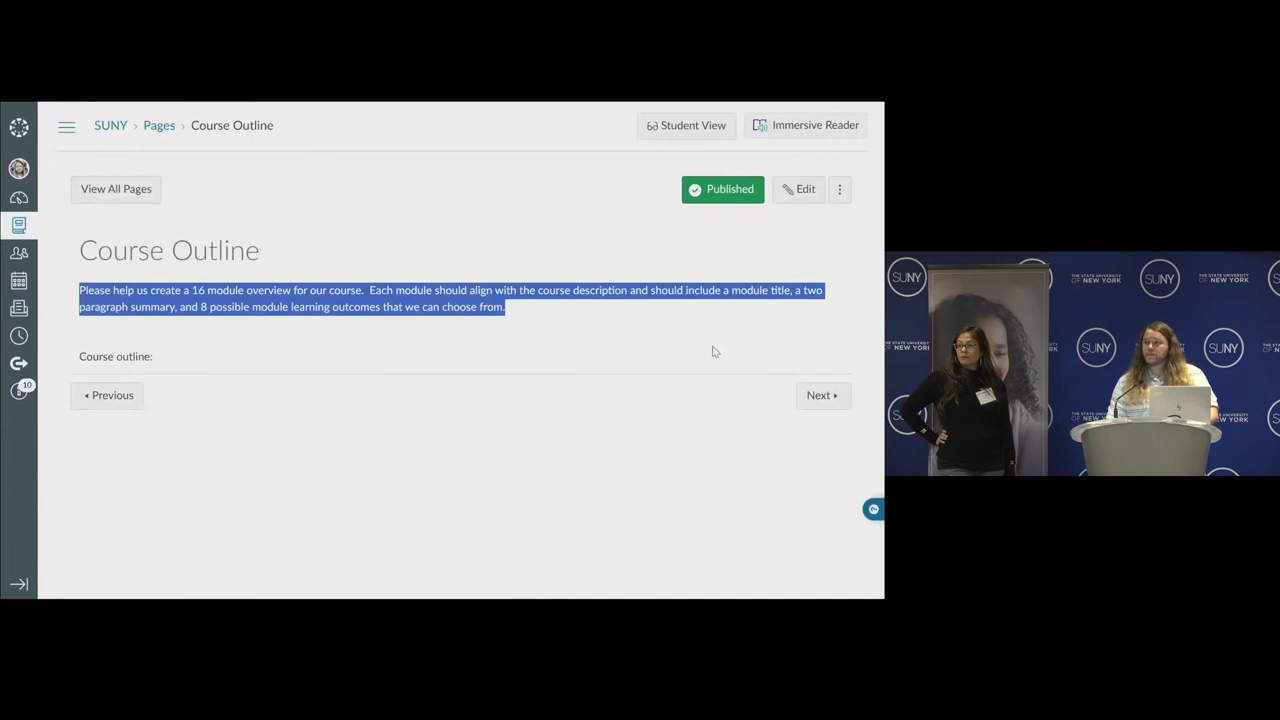 SUNY › Pages › Course Outline
Student View
Immersive Reader
View All Pages
Published
Edit
Course Outline
Please help us create a 16 module overview for our course. Each module should align with the course description and should include a module title, a two
paragraph summary, and 8 possible module learning outcomes that we can choose from.
Course outline:
Previous
Next
10
SUNY
THE STATE UNIVERSITY
OF NEW YORK
SUNY
THE STATE UNIVERSITY
OF NEW YORK
OF NEW YORK
SUNY
SUNY